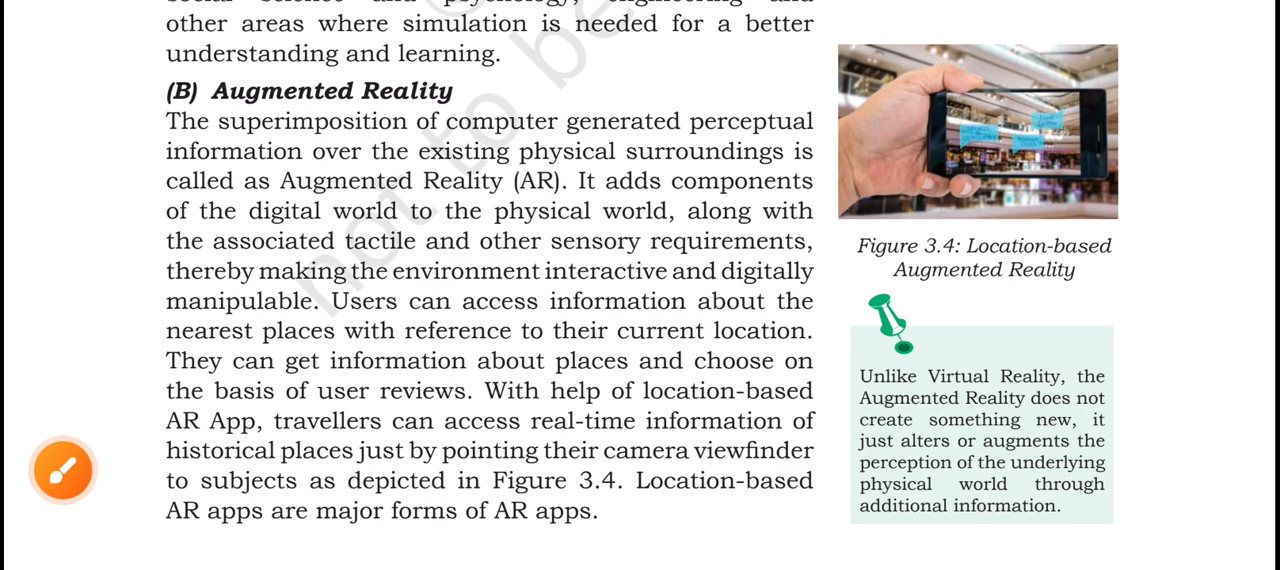 other areas where simulation is needed for a better
understanding and learning.
(B) Augmented Reality
The superimposition of computer generated perceptual
information over the existing physical surroundings is
called as Augmented Reality (AR). It adds components
of the digital world to the physical world, along with
the associated tactile and other sensory requirements,
thereby making the environment interactive and digitally
manipulable. Users can access information about the
nearest places with reference to their current location.
They can get information about places and choose on
the basis of user reviews. With help of location-based
AR App, travellers can access real-time information of
historical places just by pointing their camera viewfinder
to subjects as depicted in Figure 3.4. Location-based
AR apps are major forms of AR apps.
not to be
Figure 3.4: Location-based
Augmented Reality
Unlike Virtual Reality, the
Augmented Reality does not
create something new, it
just alters or augments the
perception of the underlying
physical world through
additional information.